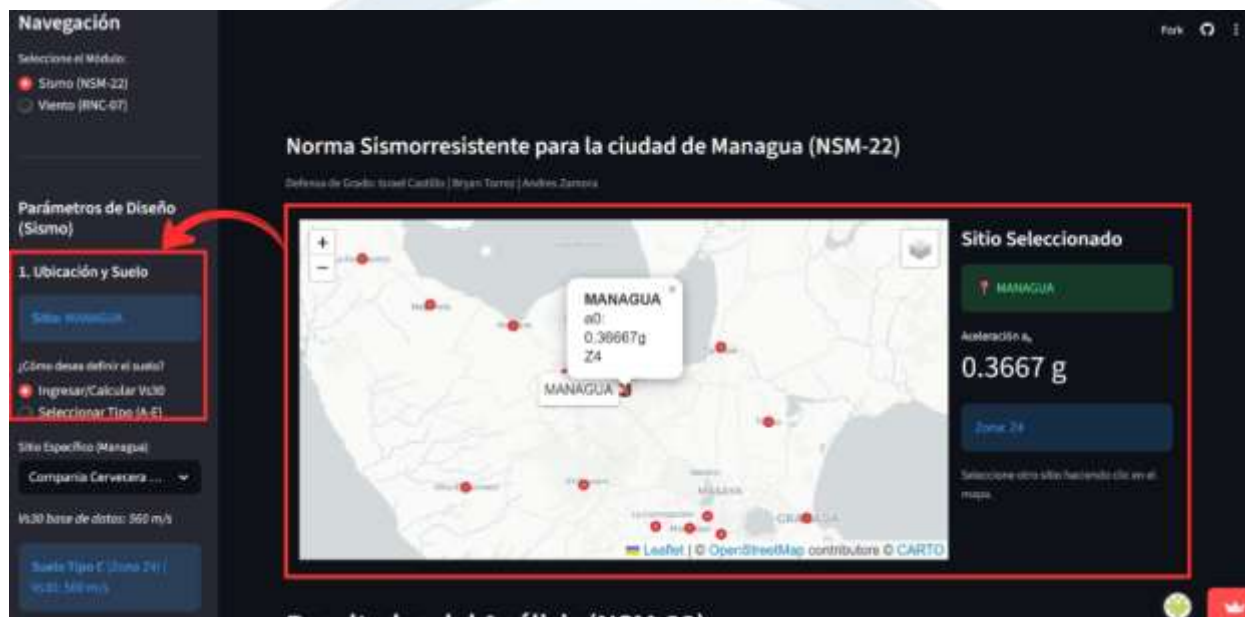 Navegación
Seleccione el Módulo:
Sismo (NSM-22)
Viento (RNC-07)
Parámetros de Diseño
(Sismo)
1. Ubicación y Suelo
Sitio: MANAGUA
¿Cómo desea definir el suelo?
Ingresar/Calcular Vs30
Seleccionar Tipo (A-E)
Sitio Específico (Managua)
Compania Cervecera ...
Vs30 base de datos: 560 m/s
Suelo Tipo C (Zona Z4) |
Vs30: 560 m/s
Fork
Norma Sismorresistente para la ciudad de Managua (NSM-22)
Defensa de Grado: Israel Castillo | Bryan Torrez | Andres Zamora
+
−
MANAGUA
a0:
0.36667g
Z4
×
MANAGUA
MASAYA
GRANADA
Leaflet | © OpenStreetMap contributors © CARTO
Sitio Seleccionado
MANAGUA
Aceleración a₀
0.3667 g
Zona: Z4
Seleccione otro sitio haciendo clic en el
mapa.